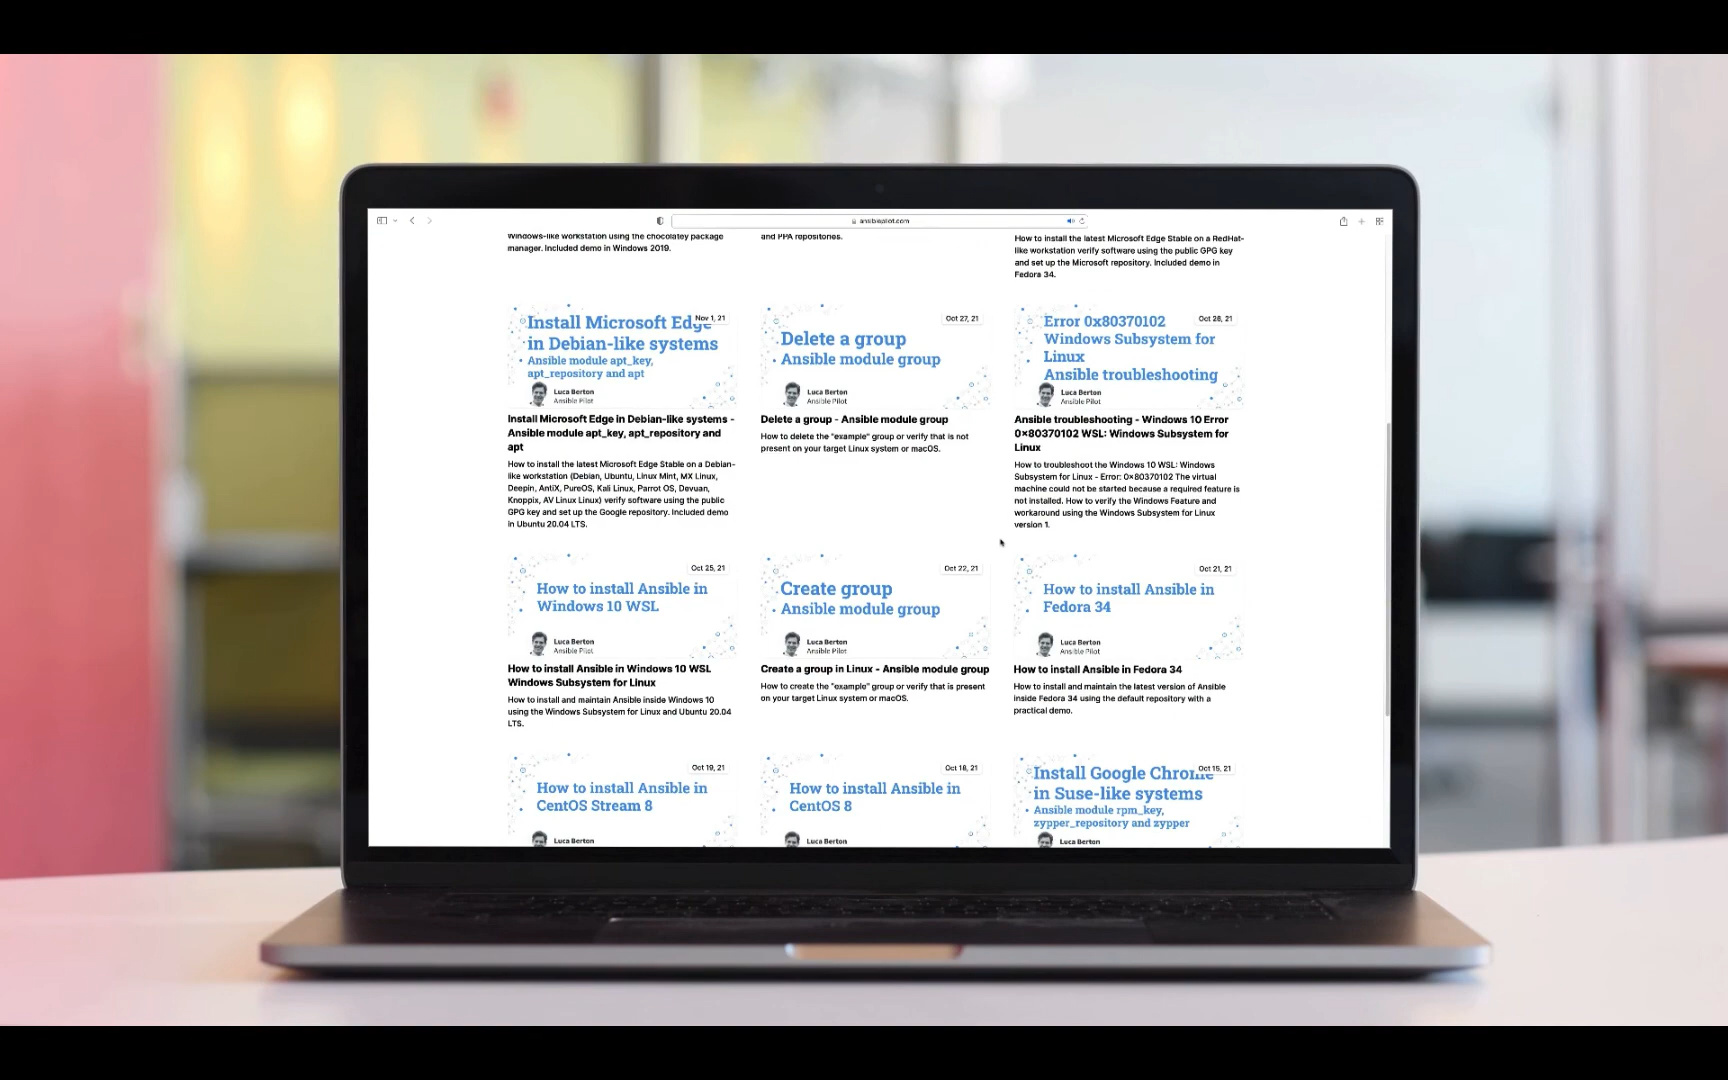 ansiblepilot.com
Windows-like workstation using the chocolatey package
manager. Included demo in Windows 2019.
and PPA repositories.
How to install the latest Microsoft Edge Stable on a RedHat-
like workstation verify software using the public GPG key
and set up the Microsoft repository. Included demo in
Fedora 34.
Nov 1, 21
Install Microsoft Edge
in Debian-like systems
Ansible module apt_key,
apt_repository and apt
Luca Berton
Ansible Pilot
Install Microsoft Edge in Debian-like systems -
Ansible module apt_key, apt_repository and
apt
How to install the latest Microsoft Edge Stable on a Debian-
like workstation (Debian, Ubuntu, Linux Mint, MX Linux,
Deepin, AntiX, PureOS, Kali Linux, Parrot OS, Devuan,
Knoppix, AV Linux Linux) verify software using the public
GPG key and set up the Google repository. Included demo
in Ubuntu 20.04 LTS.
Oct 27, 21
Delete a group
Ansible module group
Luca Berton
Ansible Pilot
Delete a group - Ansible module group
How to delete the "example" group or verify that is not
present on your target Linux system or macOS.
Oct 26, 21
Error 0x80370102
Windows Subsystem for
Linux
Ansible troubleshooting
Luca Berton
Ansible Pilot
Ansible troubleshooting - Windows 10 Error
0x80370102 WSL: Windows Subsystem for
Linux
How to troubleshoot the Windows 10 WSL: Windows
Subsystem for Linux - Error: 0x80370102 The virtual
machine could not be started because a required feature is
not installed. How to verify the Windows Feature and
workaround using the Windows Subsystem for Linux
version 1.
Oct 25, 21
How to install Ansible in
Windows 10 WSL
Luca Berton
Ansible Pilot
How to install Ansible in Windows 10 WSL
Windows Subsystem for Linux
How to install and maintain Ansible inside Windows 10
using the Windows Subsystem for Linux and Ubuntu 20.04
LTS.
Oct 22, 21
Create group
Ansible module group
Luca Berton
Ansible Pilot
Create a group in Linux - Ansible module group
How to create the "example" group or verify that is present
on your target Linux system or macOS.
Oct 21, 21
How to install Ansible in
Fedora 34
Luca Berton
Ansible Pilot
How to install Ansible in Fedora 34
How to install and maintain the latest version of Ansible
inside Fedora 34 using the default repository with a
practical demo.
Oct 19, 21
How to install Ansible in
CentOS Stream 8
Luca Berton
Oct 18, 21
How to install Ansible in
CentOS 8
Luca Berton
Oct 15, 21
Install Google Chrome
in Suse-like systems
Ansible module rpm_key,
zypper_repository and zypper
Luca Berton